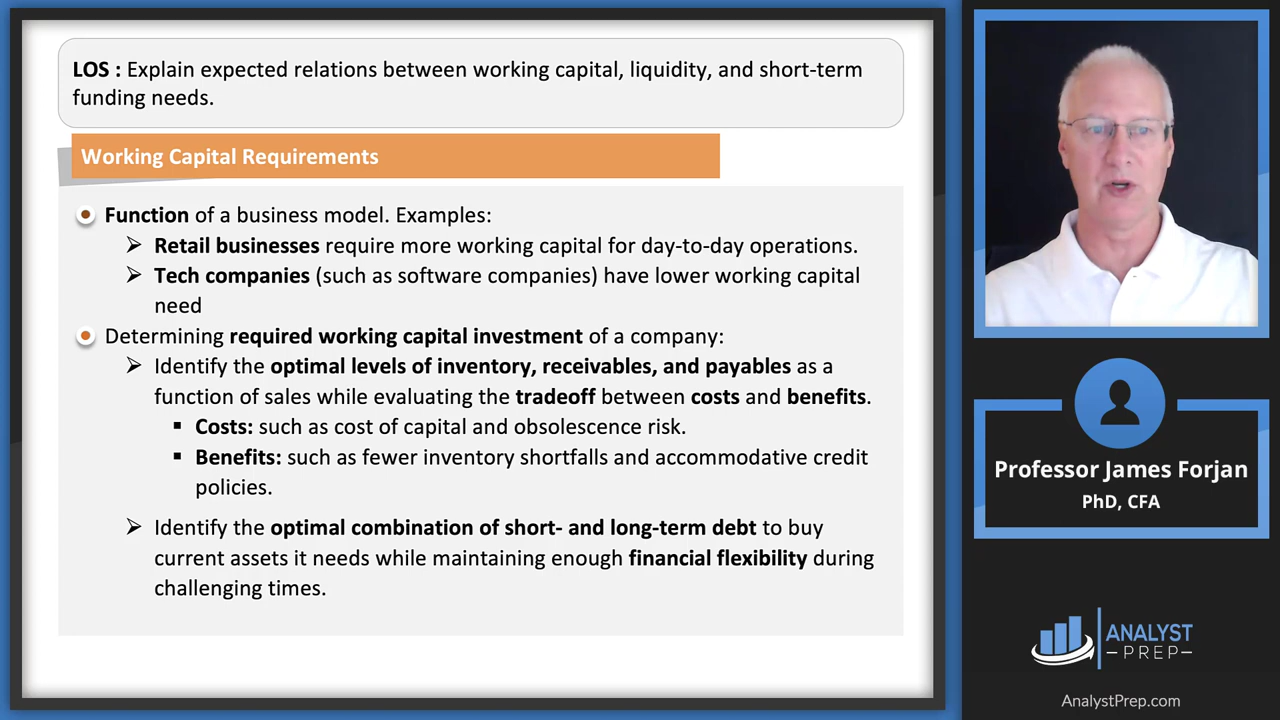 LOS : Explain expected relations between working capital, liquidity, and short-term
funding needs.
Working Capital Requirements
Function of a business model. Examples:
Retail businesses require more working capital for day-to-day operations.
Tech companies (such as software companies) have lower working capital
need
Determining required working capital investment of a company:
Identify the optimal levels of inventory, receivables, and payables as a
function of sales while evaluating the tradeoff between costs and benefits.
Costs: such as cost of capital and obsolescence risk.
Benefits: such as fewer inventory shortfalls and accommodative credit
policies.
Identify the optimal combination of short- and long-term debt to buy
current assets it needs while maintaining enough financial flexibility during
challenging times.
Professor James Forjan
PhD, CFA
ANALYST
PREP
AnalystPrep.com